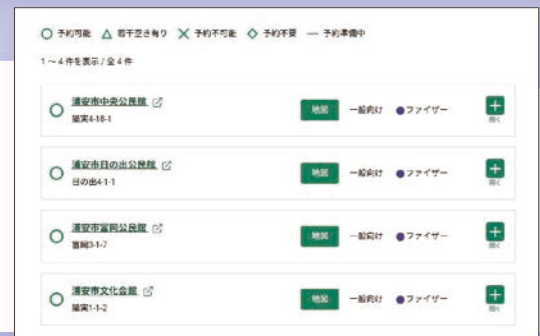 ○ 予約可能 △ 若干空きあり × 予約不可能 ◇ 予約不要 — 予約準備中
1～4件を表示/全4件
浦安市中央公民館
猫実4-18-1
地図 一般向け ●ファイザー
開く
浦安市日の出公民館
日の出4-1-1
地図 一般向け ●ファイザー
開く
浦安市富岡公民館
富岡3-1-7
地図 一般向け ●ファイザー
開く
浦安市文化会館
猫実1-1-2
地図 一般向け ●ファイザー
開く